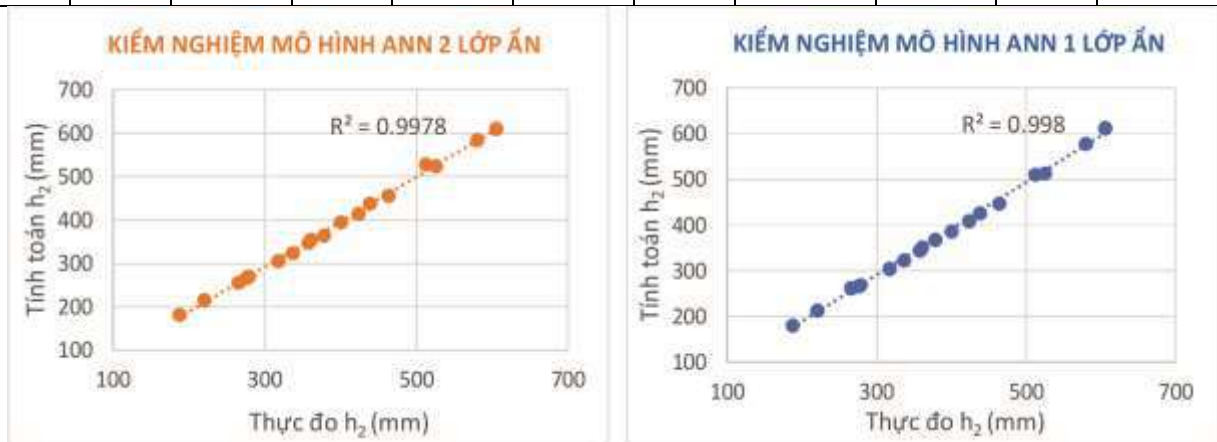 KIỂM NGHIỆM MÔ HÌNH ANN 2 LỚP ẨN
700
600
500
400
300
200
100
R² = 0.9978
Tính toán h₂ (mm)
100 300 500 700
Thực đo h₂ (mm)
KIỂM NGHIỆM MÔ HÌNH ANN 1 LỚP ẨN
700
600
500
400
300
200
100
R² = 0.998
Tính toán h₂ (mm)
100 300 500 700
Thực đo h₂ (mm)